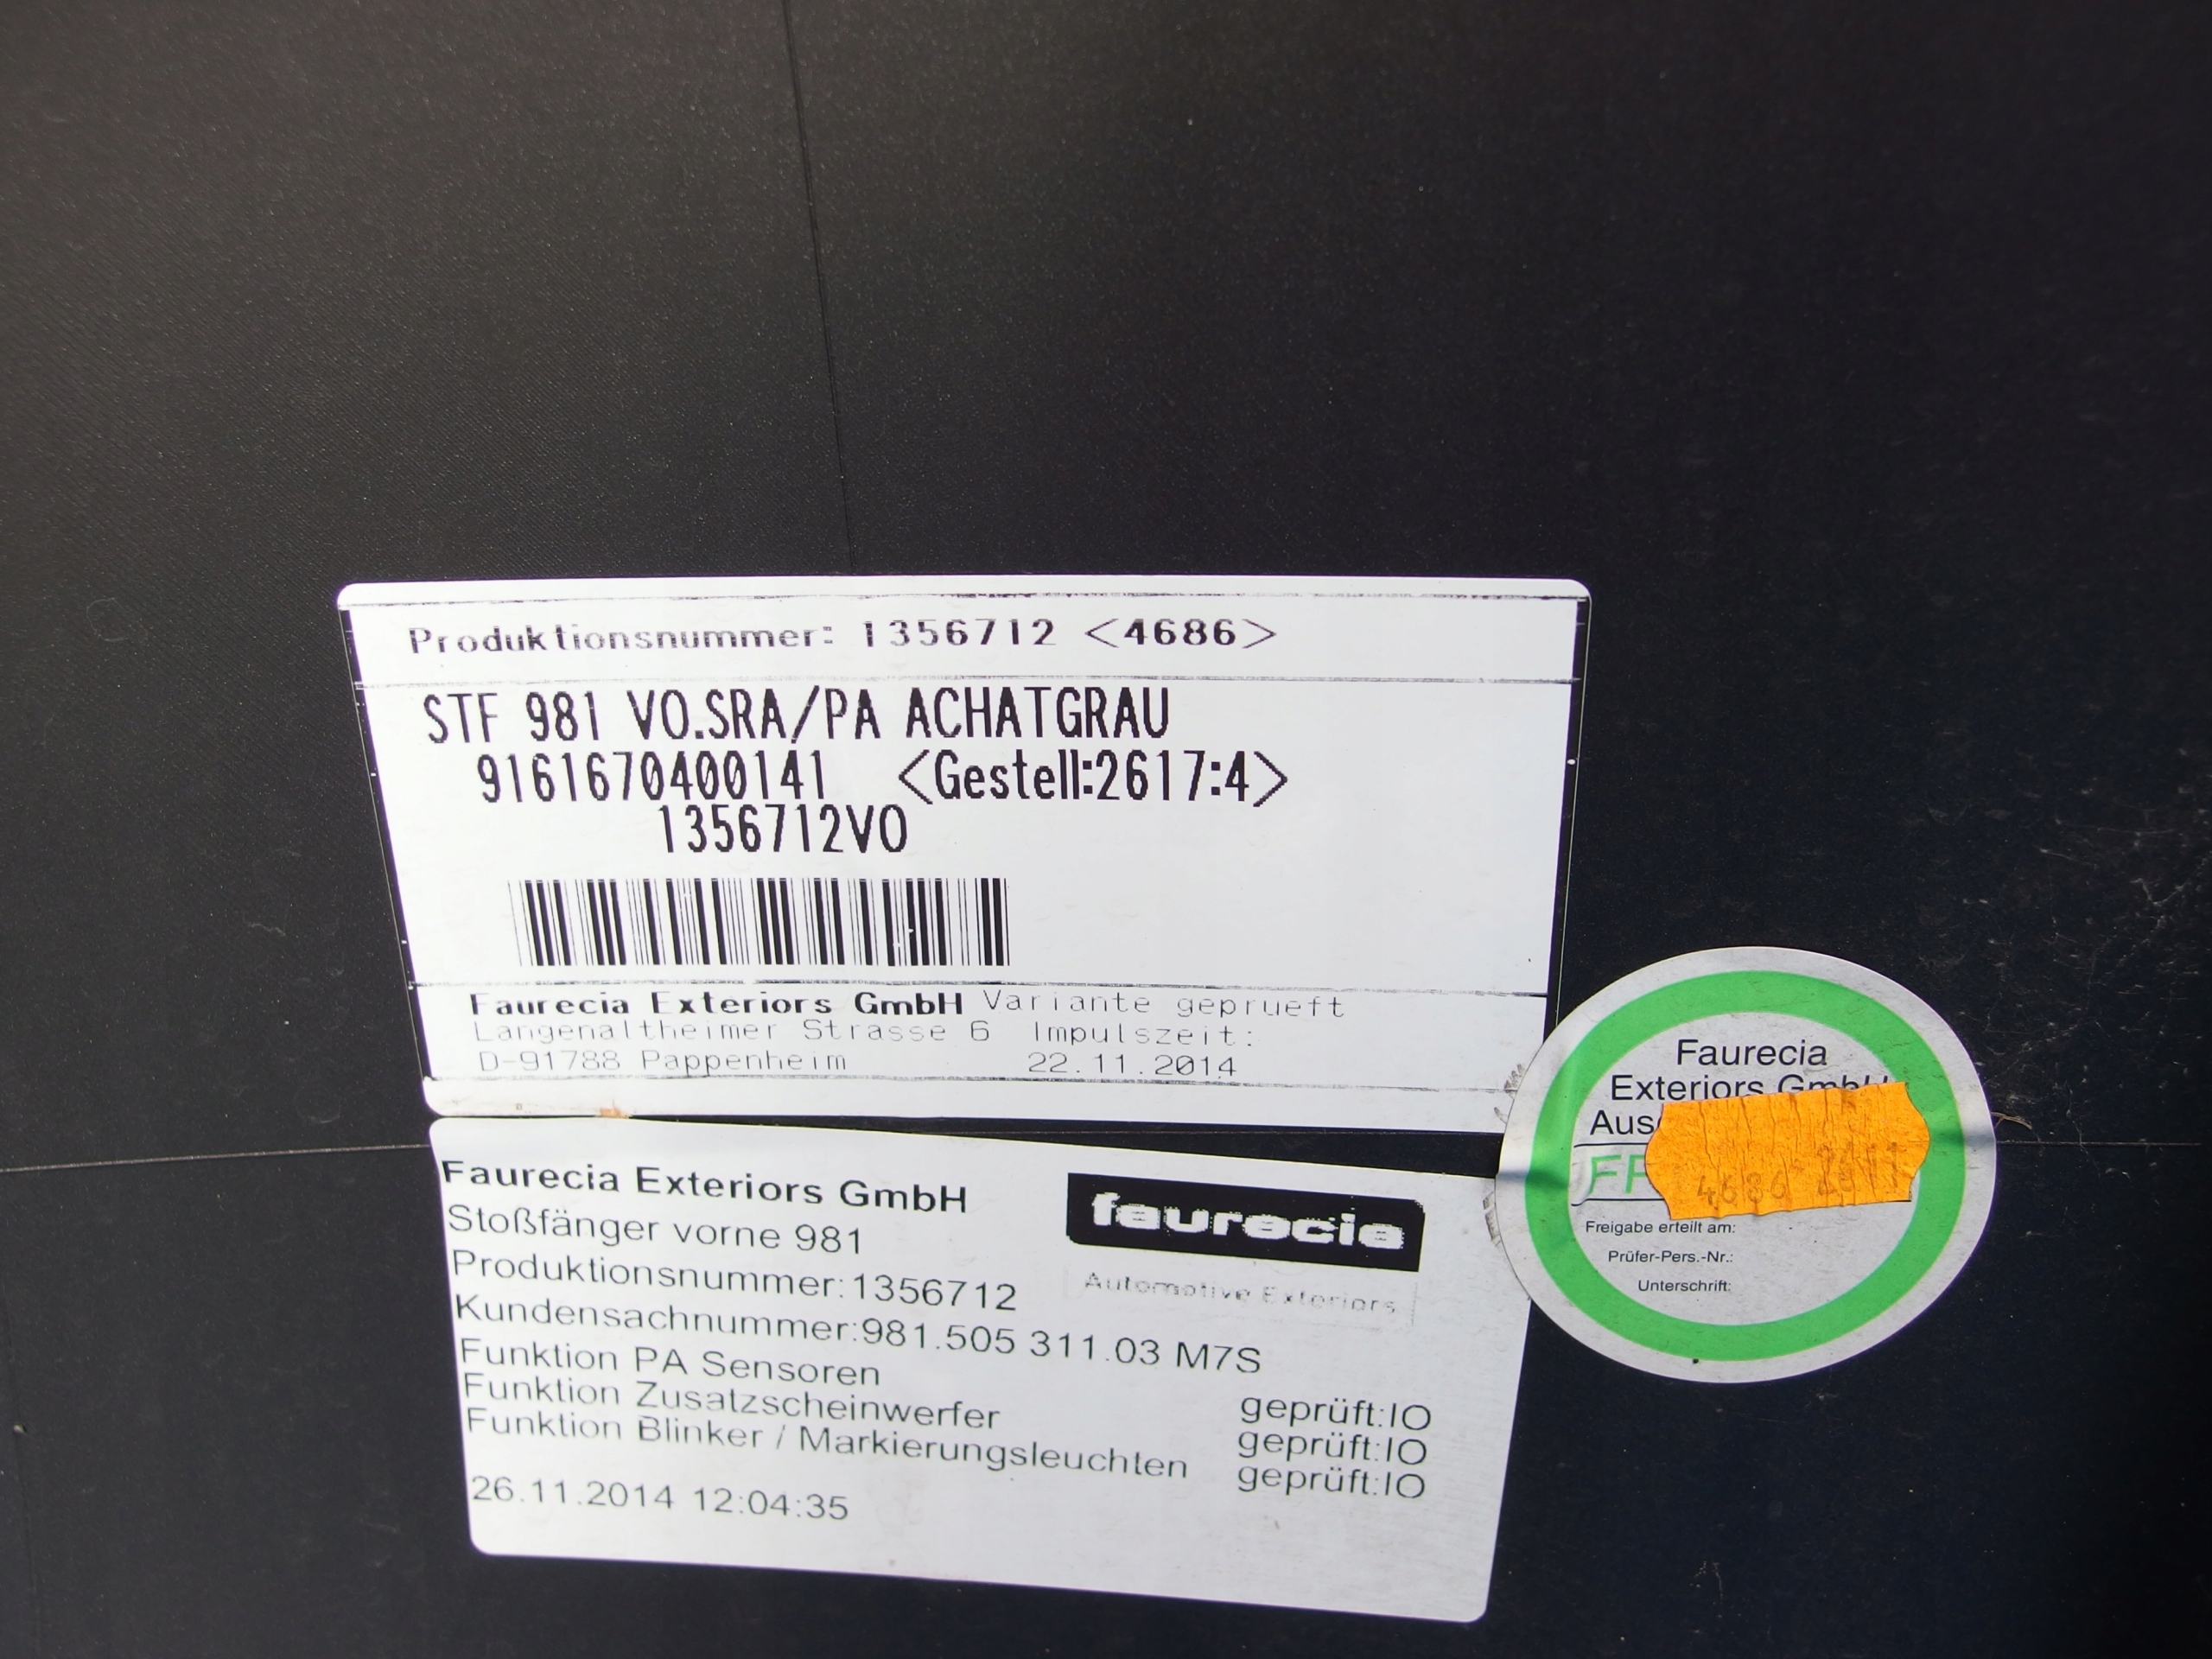 Produktionsnummer: 1356712 <4686>
STF 981 VO.SRA/PA ACHATGRAU
9161670400141 <Gestell:2617:4>
1356712VO
Faurecia Exteriors GmbH Variante geprueft
Langenaltheimer Strasse 6 Impulszeit:
D-91788 Pappenheim 22.11.2014
Faurecia Exteriors GmbH
faurecia
Automotive Exteriors
Stoßfänger vorne 981
Produktionsnummer:1356712
Kundensachnummer:981.505 311.03 M7S
Funktion PA Sensoren geprüft:IO
Funktion Zusatzscheinwerfer geprüft:IO
Funktion Blinker / Markierungsleuchten geprüft:IO
26.11.2014 12:04:35
Faurecia
Exteriors GmbH
4686
Freigabe erteilt am:
Prüfer-Pers.-Nr.:
Unterschrift: